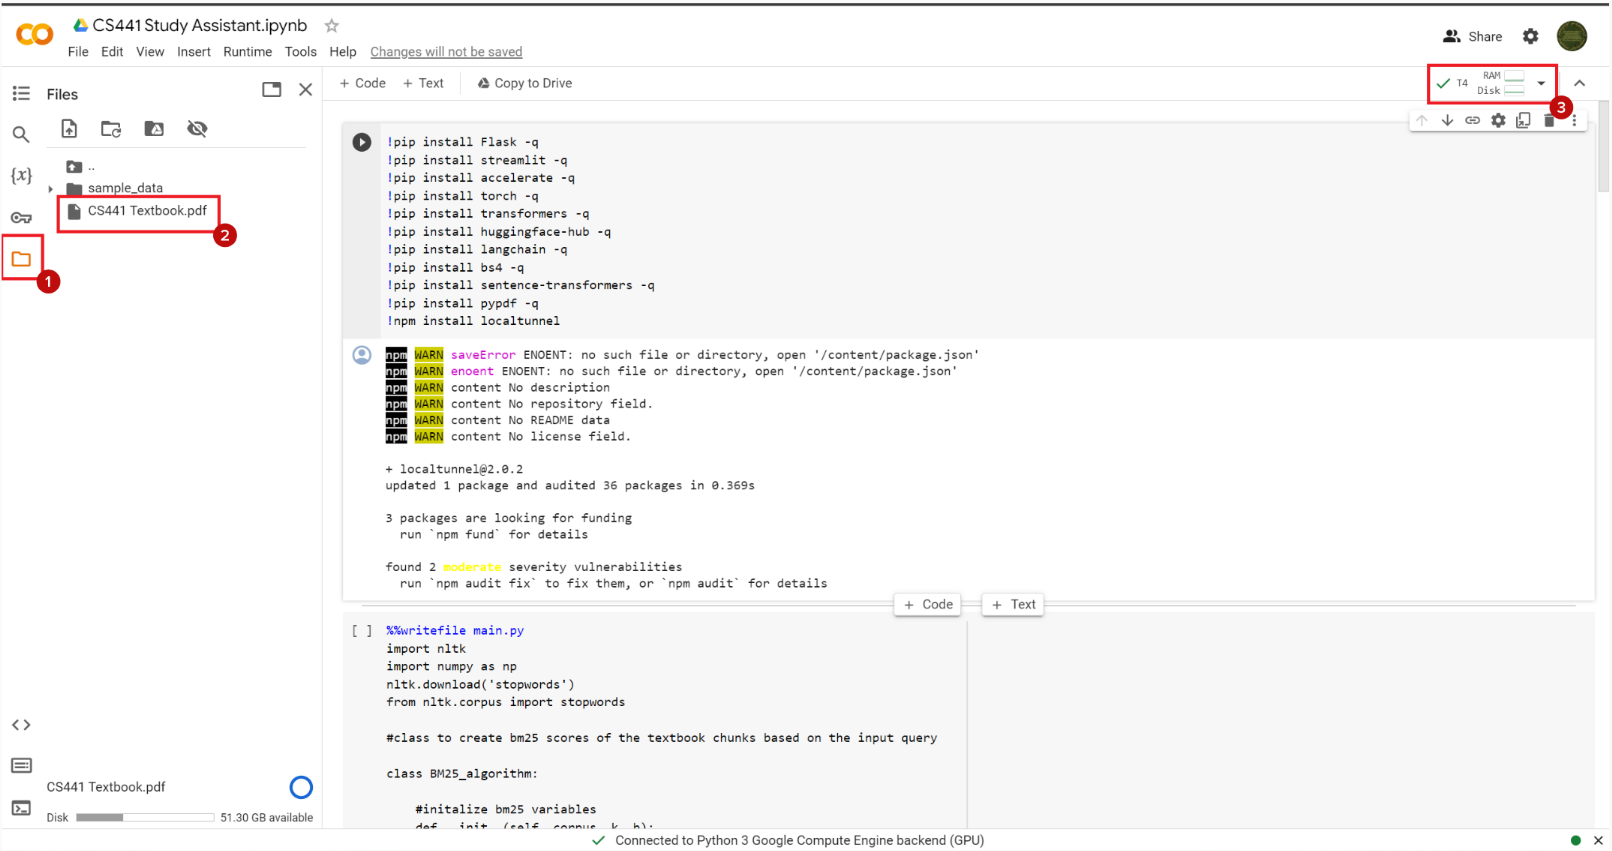 CS441 Study Assistant.ipynb
File Edit View Insert Runtime Tools Help Changes will not be saved
Share
Files
+ Code + Text Copy to Drive
T4 RAM
Disk
3
..
sample_data
CS441 Textbook.pdf
2
{x}
1
!pip install Flask -q
!pip install streamlit -q
!pip install accelerate -q
!pip install torch -q
!pip install transformers -q
!pip install huggingface-hub -q
!pip install langchain -q
!pip install bs4 -q
!pip install sentence-transformers -q
!pip install pypdf -q
!npm install localtunnel
npm WARN saveError ENOENT: no such file or directory, open '/content/package.json'
npm WARN enoent ENOENT: no such file or directory, open '/content/package.json'
npm WARN content No description
npm WARN content No repository field.
npm WARN content No README data
npm WARN content No license field.
+ localtunnel@2.0.2
updated 1 package and audited 36 packages in 0.369s
3 packages are looking for funding
run `npm fund` for details
found 2 moderate severity vulnerabilities
run `npm audit fix` to fix them, or `npm audit` for details
+ Code + Text
[ ] %%writefile main.py
import nltk
import numpy as np
nltk.download('stopwords')
from nltk.corpus import stopwords
#class to create bm25 scores of the textbook chunks based on the input query
class BM25_algorithm:
#initalize bm25 variables
def __init__(self, corpus, k, b):
CS441 Textbook.pdf
Disk 51.30 GB available
Connected to Python 3 Google Compute Engine backend (GPU)